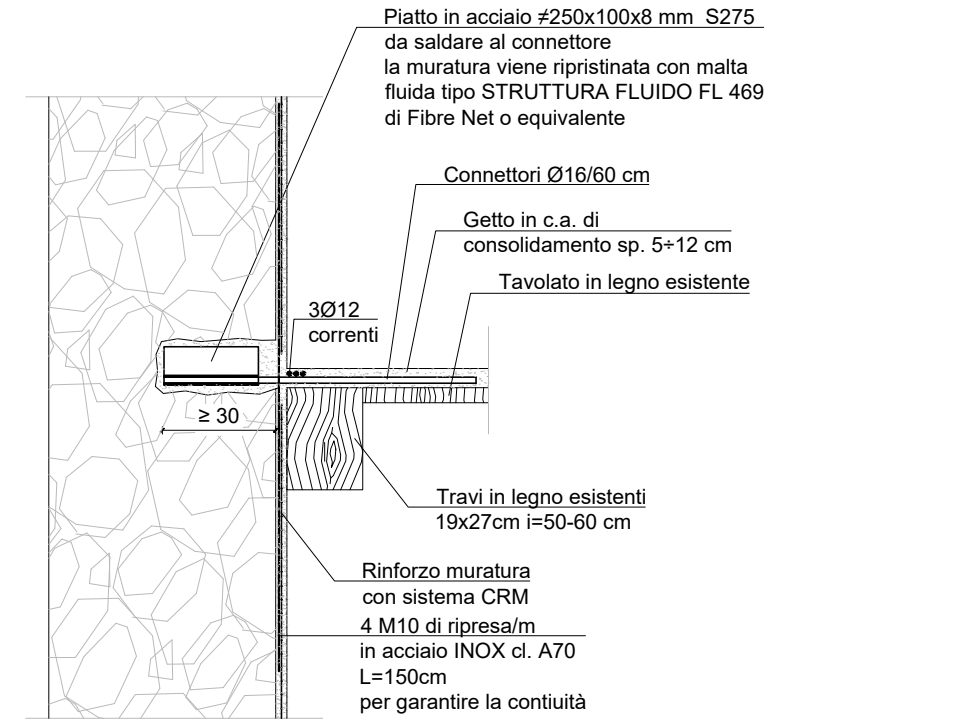 Piatto in acciaio ≠250x100x8 mm  S275
da saldare al connettore
la muratura viene ripristinata con malta
fluida tipo STRUTTURA FLUIDO FL 469
di Fibre Net o equivalente
Connettori Ø16/60 cm
Getto in c.a. di
consolidamento sp. 5÷12 cm
Tavolato in legno esistente
3Ø12
correnti
≥ 30
Travi in legno esistenti
19x27cm i=50-60 cm
Rinforzo muratura
con sistema CRM
4 M10 di ripresa/m
in acciaio INOX cl. A70
L=150cm
per garantire la contiuità